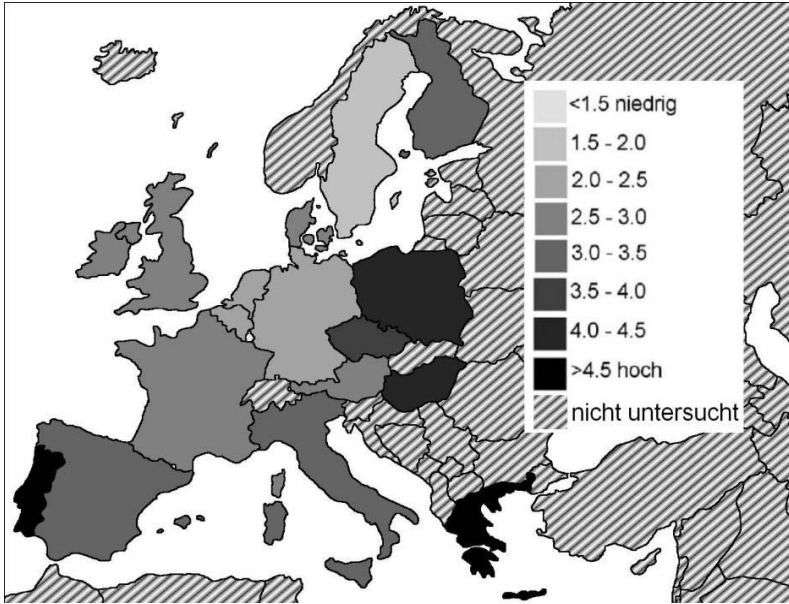 <1.5 niedrig
1.5 - 2.0
2.0 - 2.5
2.5 - 3.0
3.0 - 3.5
3.5 - 4.0
4.0 - 4.5
>4.5 hoch
nicht untersucht